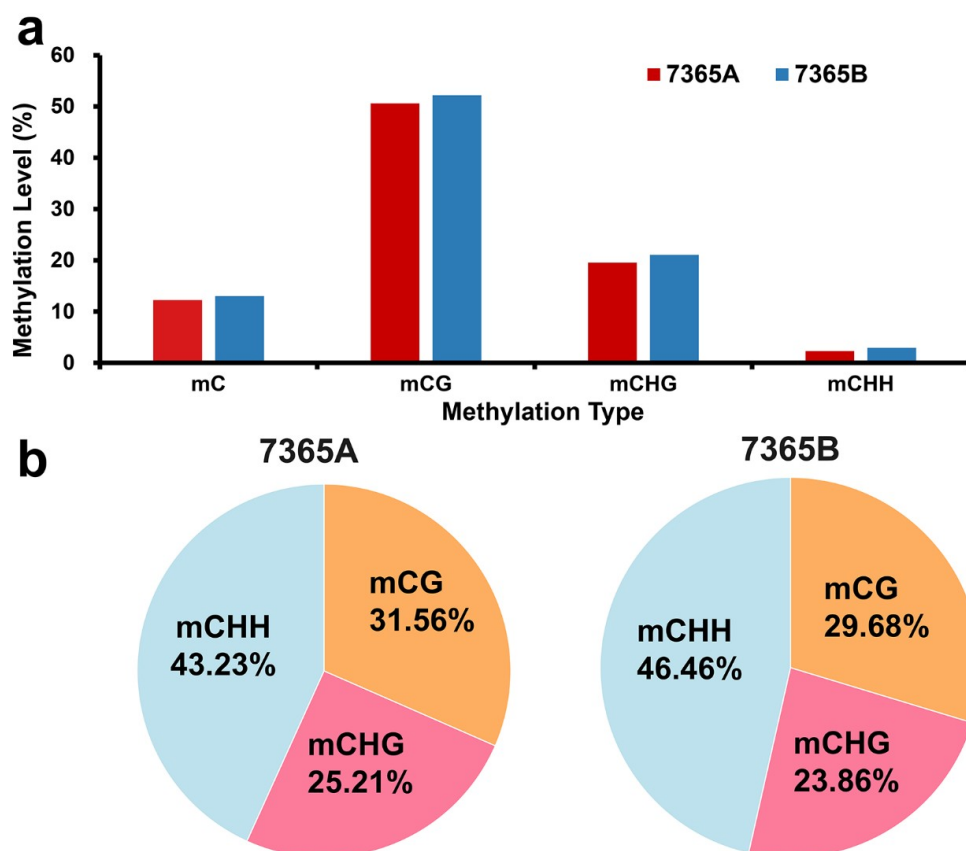 a
Methylation Level (%)
60
50
40
30
20
10
0
7365A
7365B
mC
mCG
mCHG
mCHH
Methylation Type
b
7365A
mCG
31.56%
mCHH
43.23%
mCHG
25.21%
7365B
mCG
29.68%
mCHH
46.46%
mCHG
23.86%